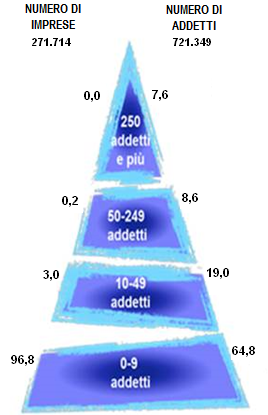 NUMERO DI IMPRESE
271.714
NUMERO DI ADDETTI
721.349
0,0
7,6
250
addetti
e più
0,2
8,6
50-249
addetti
3,0
19,0
10-49
addetti
96,8
64,8
0-9
addetti